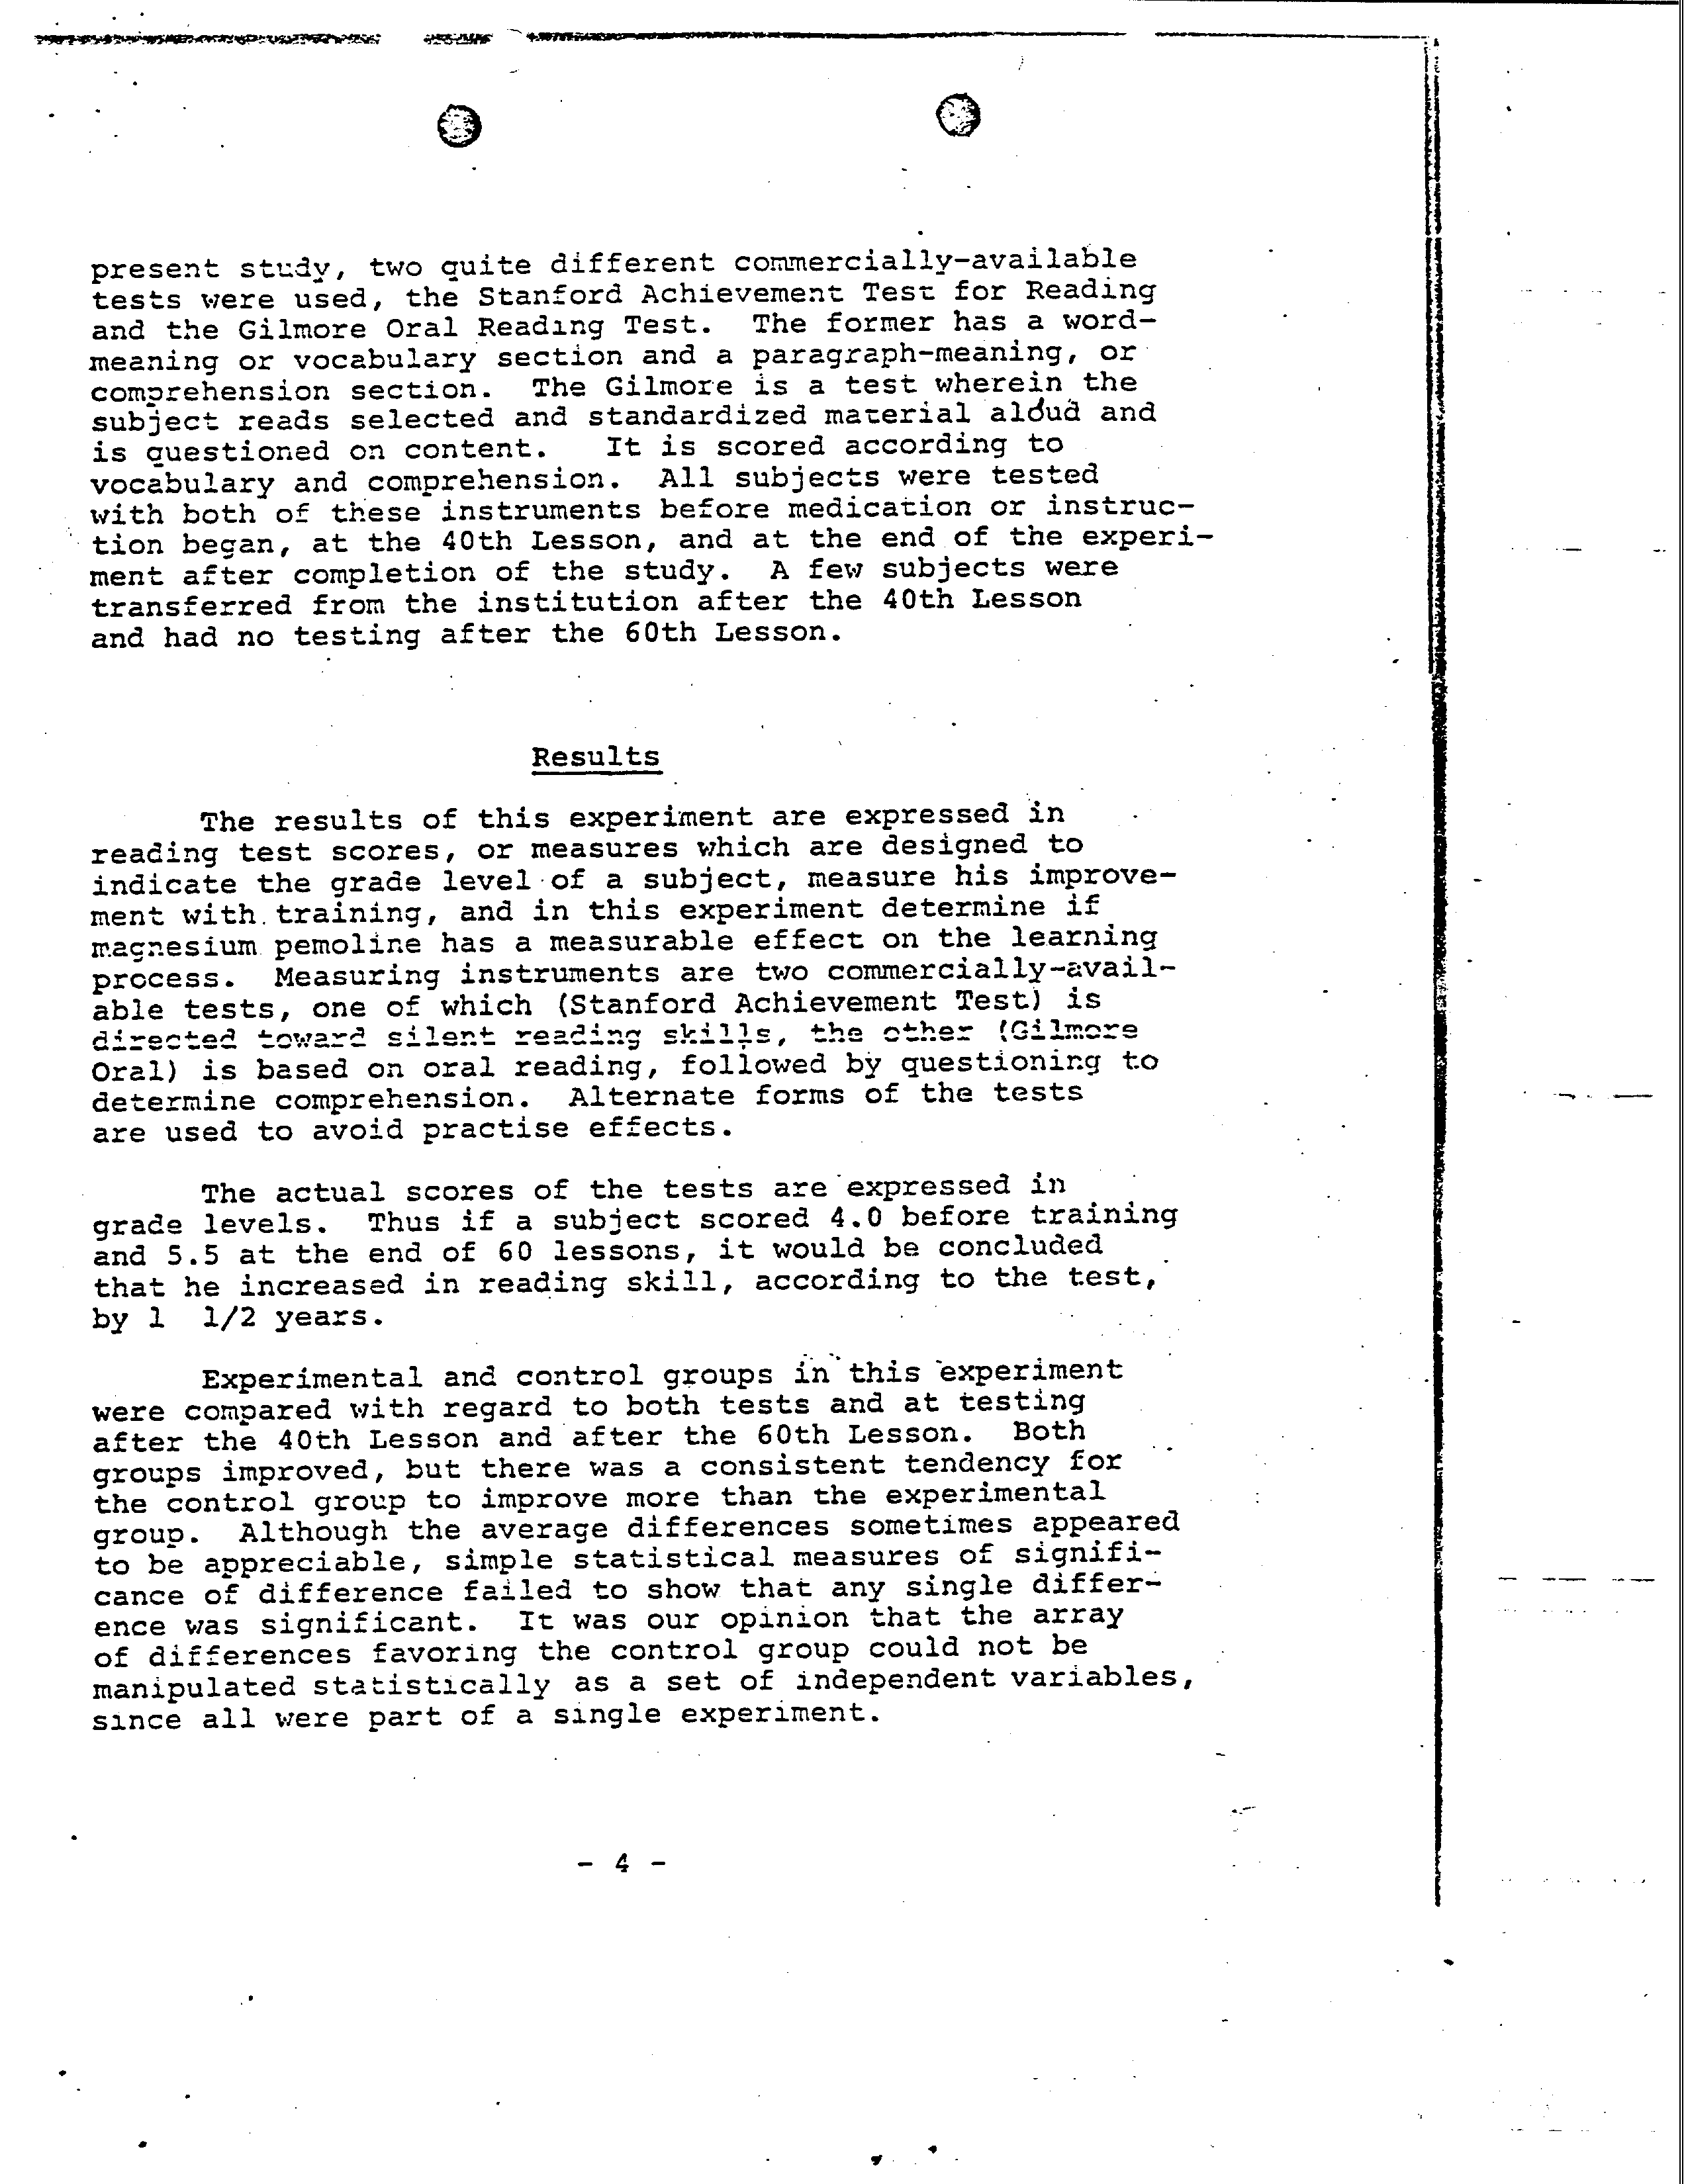 present study, two quite different commercially-available
tests were used, the Stanford Achievement Test for Reading
and the Gilmore Oral Reading Test. The former has a word-
meaning or vocabulary section and a paragraph-meaning, or
comprehension section. The Gilmore is a test wherein the
subject reads selected and standardized material aloud and
is questioned on content. It is scored according to
vocabulary and comprehension. All subjects were tested
with both of these instruments before medication or instruc-
tion began, at the 40th Lesson, and at the end of the experi-
ment after completion of the study. A few subjects were
transferred from the institution after the 40th Lesson
and had no testing after the 60th Lesson.
Results
The results of this experiment are expressed in
reading test scores, or measures which are designed to
indicate the grade level of a subject, measure his improve-
ment with training, and in this experiment determine if
magnesium pemoline has a measurable effect on the learning
process. Measuring instruments are two commercially-avail-
able tests, one of which (Stanford Achievement Test) is
directed toward silent reading skills, the other (Gilmore
Oral) is based on oral reading, followed by questioning to
determine comprehension. Alternate forms of the tests
are used to avoid practise effects.
The actual scores of the tests are expressed in
grade levels. Thus if a subject scored 4.0 before training
and 5.5 at the end of 60 lessons, it would be concluded
that he increased in reading skill, according to the test,
by 1 1/2 years.
Experimental and control groups in this experiment
were compared with regard to both tests and at testing
after the 40th Lesson and after the 60th Lesson. Both
groups improved, but there was a consistent tendency for
the control group to improve more than the experimental
group. Although the average differences sometimes appeared
to be appreciable, simple statistical measures of signifi-
cance of difference failed to show that any single differ-
ence was significant. It was our opinion that the array
of differences favoring the control group could not be
manipulated statistically as a set of independent variables,
since all were part of a single experiment.
- 4 -